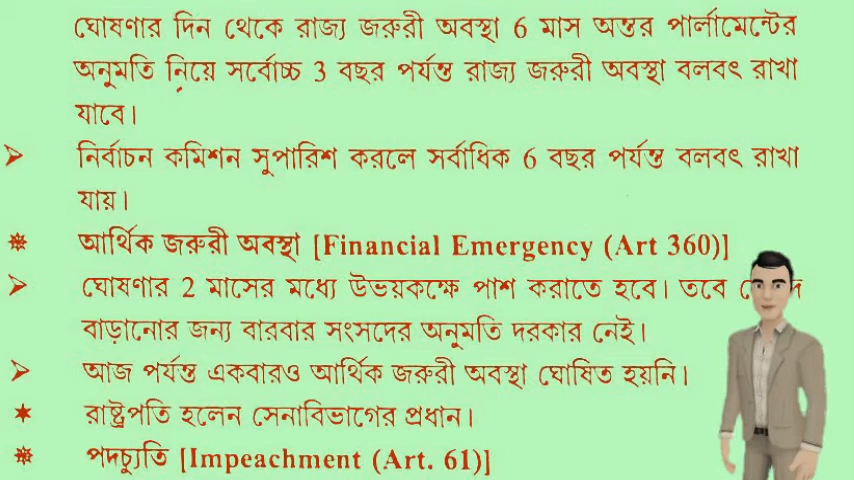 ঘোষণার দিন থেকে রাজ্য জরুরী অবস্থা 6 মাস অন্তর পার্লামেন্টের
অনুমতি নিয়ে সর্বোচ্চ 3 বছর পর্যন্ত রাজ্য জরুরী অবস্থা বলবৎ রাখা
যাবে।
➢ নির্বাচন কমিশন সুপারিশ করলে সর্বাধিক 6 বছর পর্যন্ত বলবৎ রাখা
যায়।
আর্থিক জরুরী অবস্থা [Financial Emergency (Art 360)]
➢ ঘোষণার 2 মাসের মধ্যে উভয়কক্ষে পাশ করাতে হবে। তবে
বাড়ানোর জন্য বারবার সংসদের অনুমতি দরকার নেই।
➢ আজ পর্যন্ত একবারও আর্থিক জরুরী অবস্থা ঘোষিত হয়নি।
রাষ্ট্রপতি হলেন সেনাবিভাগের প্রধান।
পদচ্যুতি [Impeachment (Art. 61)]